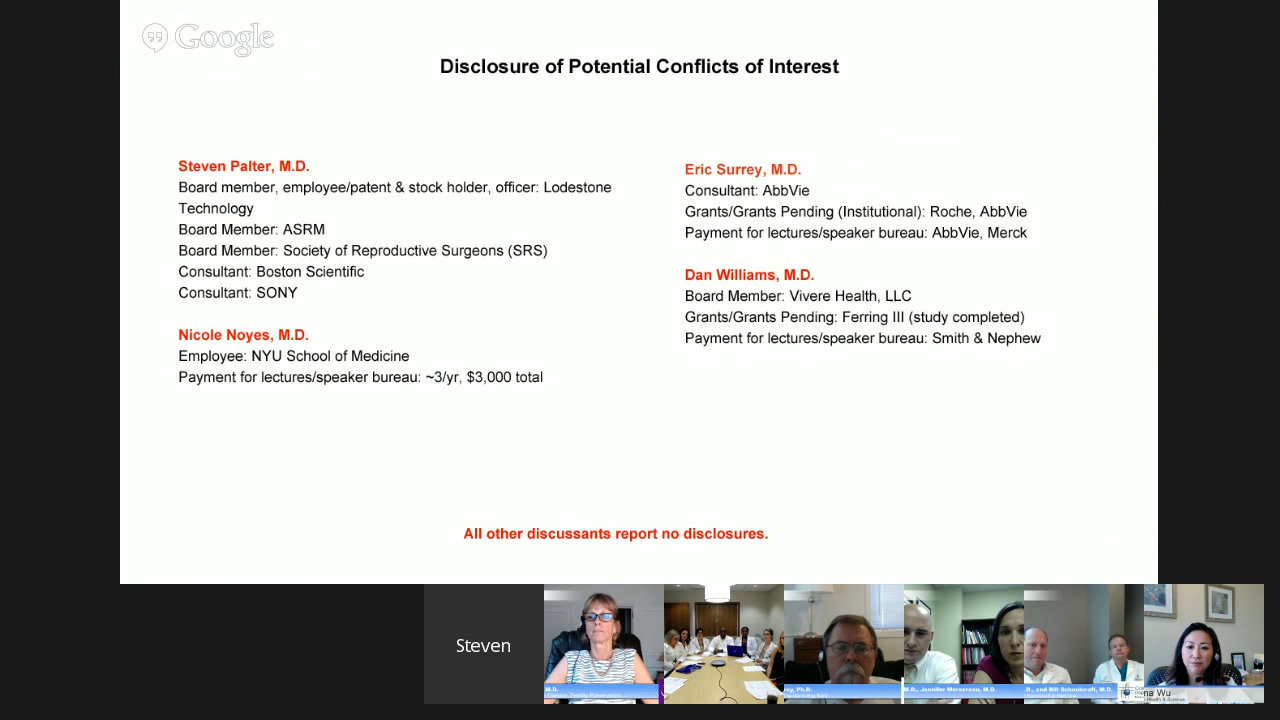 Google
Disclosure of Potential Conflicts of Interest
Steven Palter, M.D.
Board member, employee/patent & stock holder, officer: Lodestone
Technology
Board Member: ASRM
Board Member: Society of Reproductive Surgeons (SRS)
Consultant: Boston Scientific
Consultant: SONY
Nicole Noyes, M.D.
Employee: NYU School of Medicine
Payment for lectures/speaker bureau: ~3/yr, $3,000 total
Eric Surrey, M.D.
Consultant: AbbVie
Grants/Grants Pending (Institutional): Roche, AbbVie
Payment for lectures/speaker bureau: AbbVie, Merck
Dan Williams, M.D.
Board Member: Vivere Health, LLC
Grants/Grants Pending: Ferring III (study completed)
Payment for lectures/speaker bureau: Smith & Nephew
All other discussants report no disclosures.
Steven
M.D.
Ph.D.
M.D., Jennifer Mersereau, M.D.
D., and Bill Schoolcraft, M.D.
na Wu